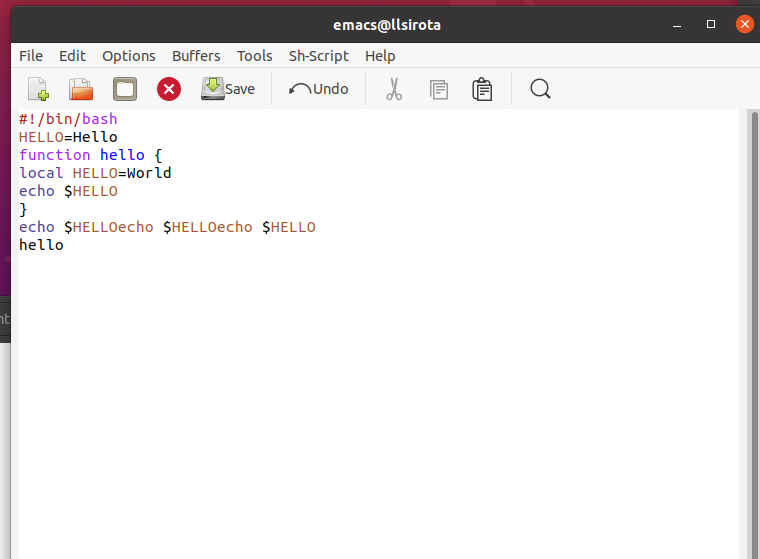 emacs@llsirota
File Edit Options Buffers Tools Sh-Script Help
Save Undo
#!/bin/bash
HELLO=Hello
function hello {
local HELLO=World
echo $HELLO
}
echo $HELLOecho $HELLOecho $HELLO
hello